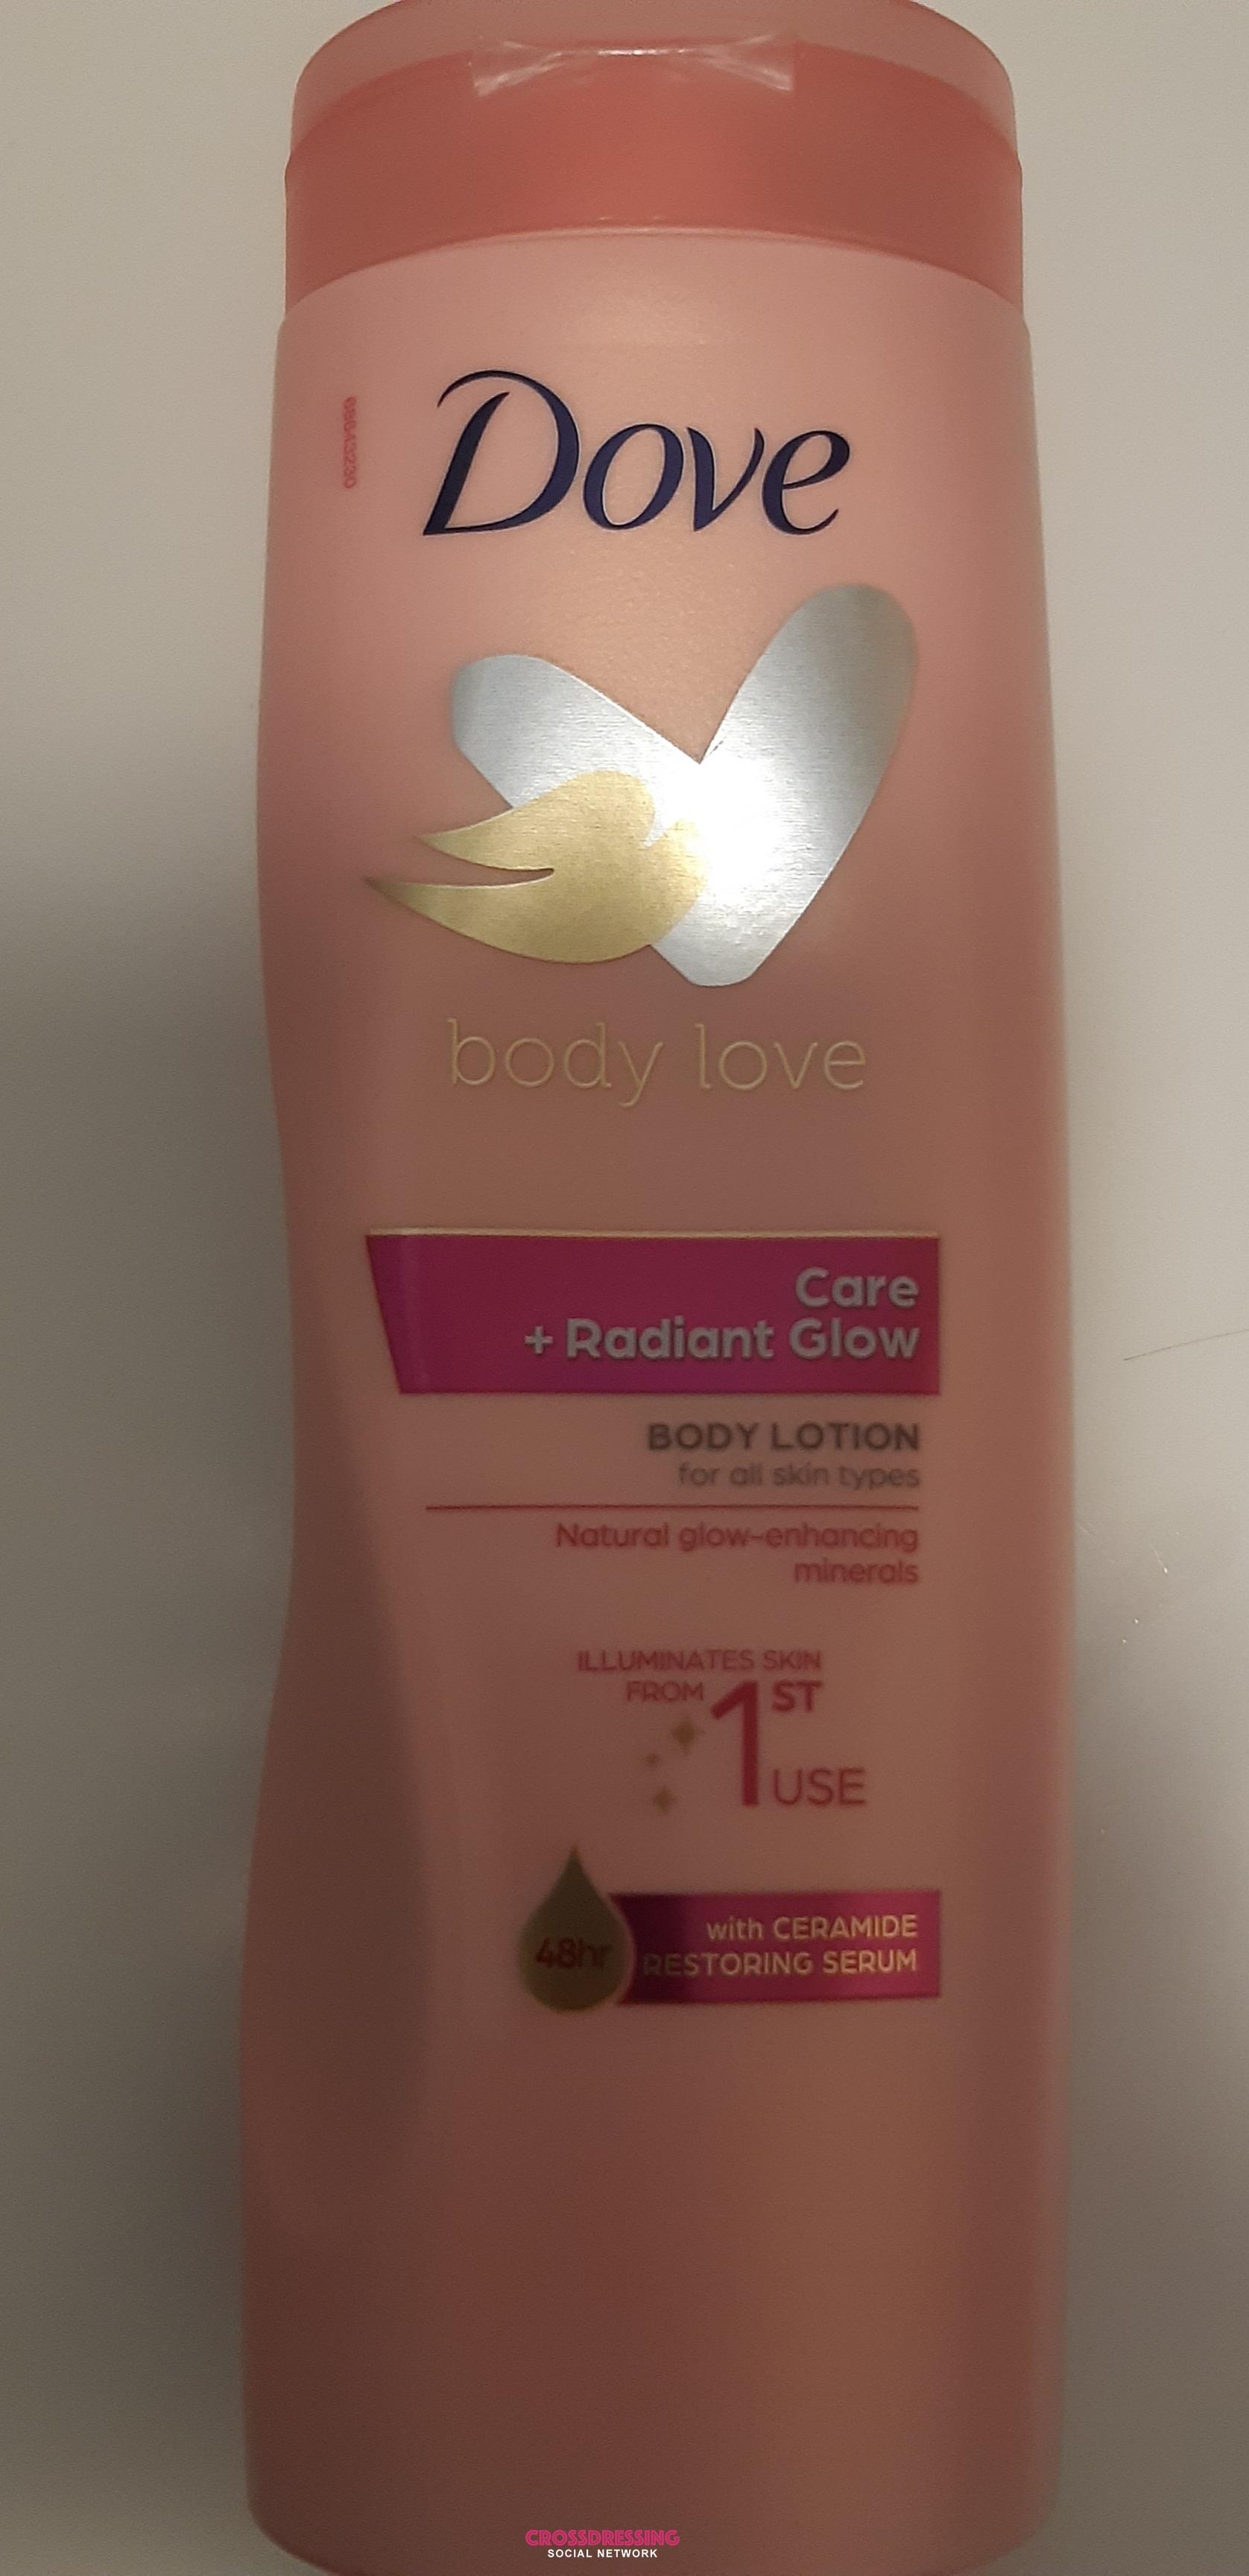 Dove
body love
Care
+ Radiant Glow
BODY LOTION
for all skin types
Natural glow-enhancing
minerals
ILLUMINATES SKIN
FROM 1ST
USE
48hr
with CERAMIDE
RESTORING SERUM
CROSSDRESSING
SOCIAL NETWORK